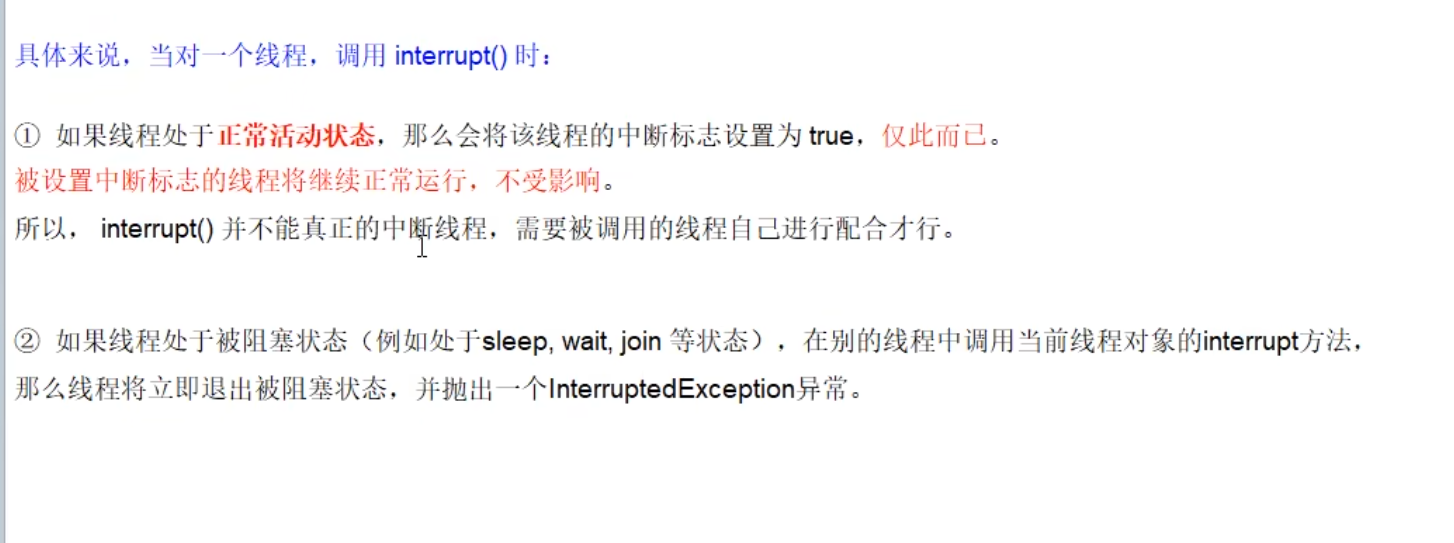 具体来说，当对一个线程，调用 interrupt() 时：
① 如果线程处于正常活动状态，那么会将该线程的中断标志设置为 true，仅此而已。
被设置中断标志的线程将继续正常运行，不受影响。
所以， interrupt() 并不能真正的中断线程，需要被调用的线程自己进行配合才行。
② 如果线程处于被阻塞状态（例如处于sleep, wait, join 等状态），在别的线程中调用当前线程对象的interrupt方法，
那么线程将立即退出被阻塞状态，并抛出一个InterruptedException异常。